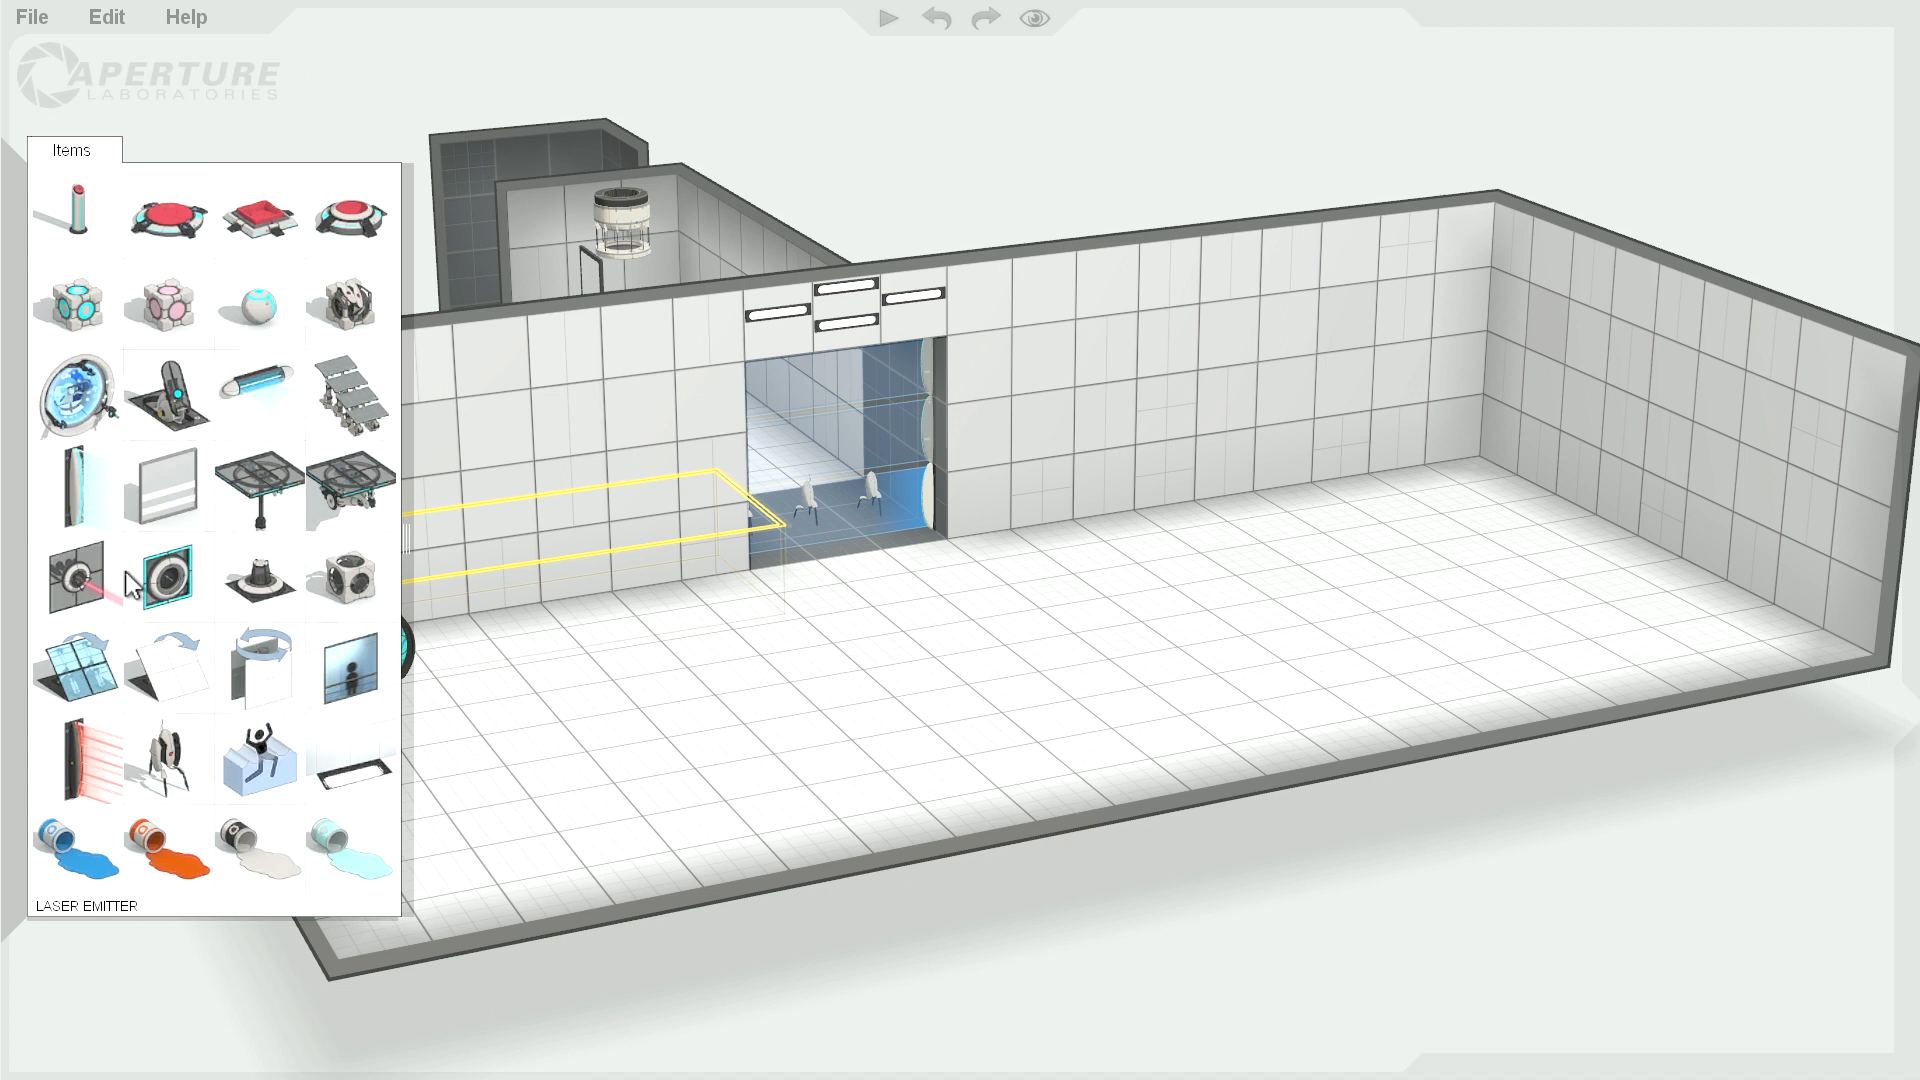 File Edit Help
APERTURE
LABORATORIES
Items
LASER EMITTER